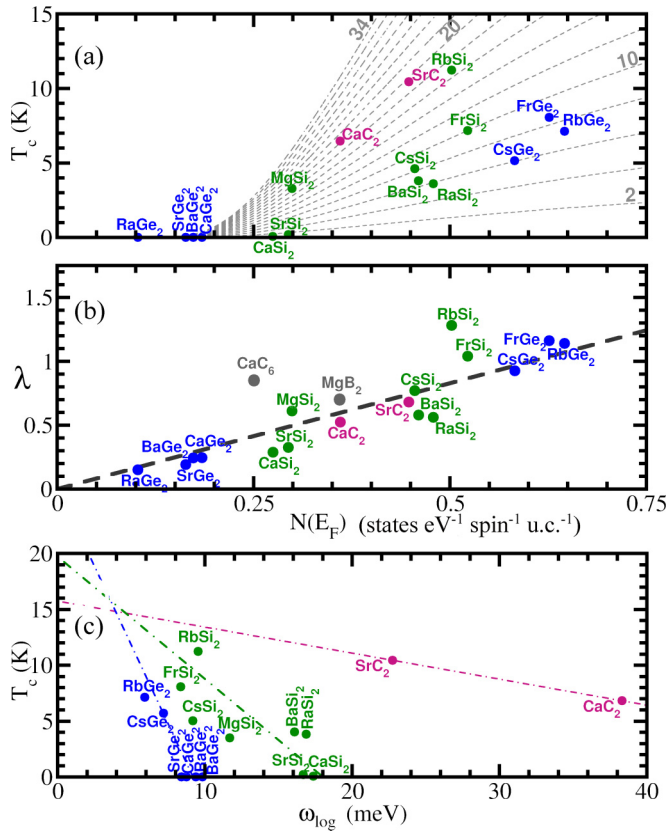 15
10
5
0
T_c (K)
(a)
34
20
10
2
RbSi₂
SrC₂
CaC₂
FrSi₂
FrGe₂
RbGe₂
CsGe₂
CsSi₂
MgSi₂
BaSi₂
RaSi₂
SrSi₂
CaSi₂
RaGe₂
SrGe₂
BaGe₂
CaGe₂
1.5
1
0.5
0
λ
(b)
RbSi₂
FrSi₂
FrGe₂
RbGe₂
CsGe₂
CaC₆
MgB₂
CsSi₂
MgSi₂
SrC₂
BaSi₂
RaSi₂
CaC₂
SrSi₂
CaSi₂
BaGe₂
CaGe₂
RaGe₂
SrGe₂
0 0.25 0.5 0.75
N(E_F) (states eV⁻¹ spin⁻¹ u.c.⁻¹)
20
15
10
5
0
T_c (K)
(c)
RbSi₂
SrC₂
FrSi₂
RbGe₂
CaC₂
CsSi₂
CsGe₂
MgSi₂
BaSi₂
RaSi₂
SrSi₂
CaSi₂
SrGe₂
CaGe₂
RaGe₂
BaGe₂
0 10 20 30 40
ω_log (meV)